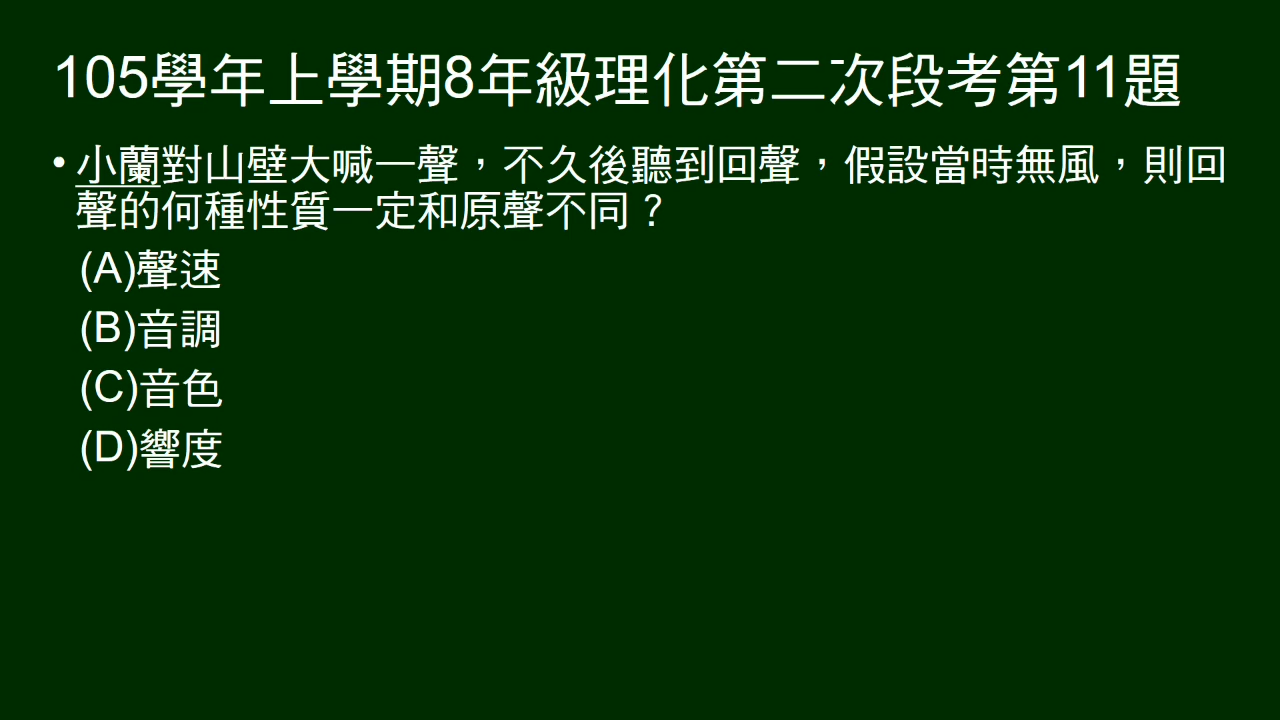 105學年上學期8年級理化第二次段考第11題
• 小蘭對山壁大喊一聲，不久後聽到回聲，假設當時無風，則回
聲的何種性質一定和原聲不同？
(A)聲速
(B)音調
(C)音色
(D)響度